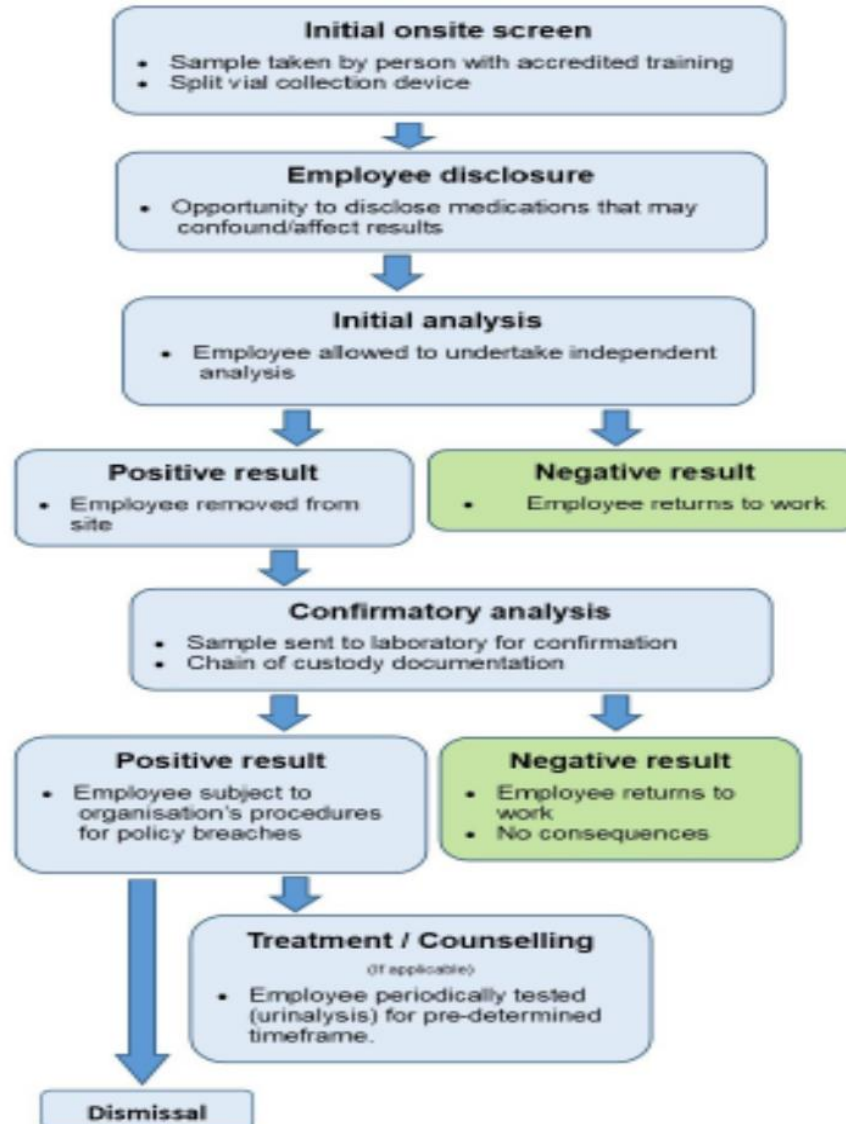 Initial onsite screen
• Sample taken by person with accredited training
• Split vial collection device
Employee disclosure
• Opportunity to disclose medications that may
confound/affect results
Initial analysis
• Employee allowed to undertake independent
analysis
Positive result
• Employee removed from
site
Negative result
• Employee returns to work
Confirmatory analysis
• Sample sent to laboratory for confirmation
• Chain of custody documentation
Positive result
• Employee subject to
organisation's procedures
for policy breaches
Negative result
• Employee returns to
work
• No consequences
Treatment / Counselling
(If applicable)
• Employee periodically tested
(urinalysis) for pre-determined
timeframe.
Dismissal